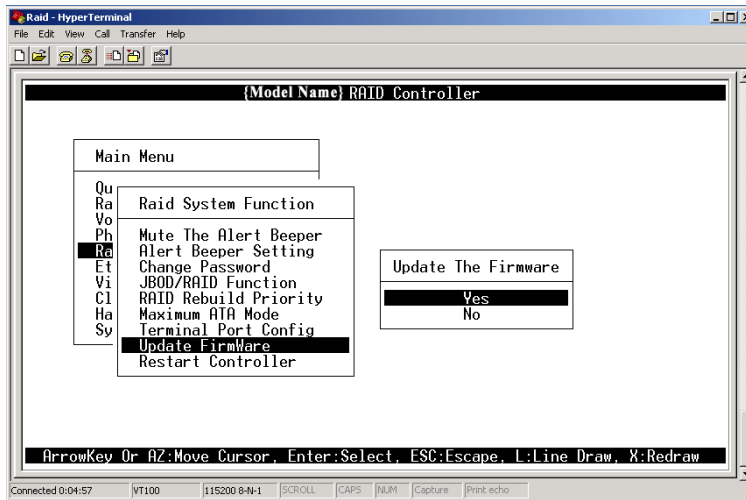 Raid - HyperTerminal
File Edit View Call Transfer Help
{Model Name} RAID Controller
Main Menu
Qu
Ra
Vo
Ph
Ra
Et
Vi
Cl
Ha
Sy
Raid System Function
Mute The Alert Beeper
Alert Beeper Setting
Change Password
JBOD/RAID Function
RAID Rebuild Priority
Maximum ATA Mode
Terminal Port Config
Update FirmWare
Restart Controller
Update The Firmware
Yes
No
ArrowKey Or AZ:Move Cursor, Enter:Select, ESC:Escape, L:Line Draw, X:Redraw
Connected 0:04:57 VT100 115200 8-N-1 SCROLL CAPS NUM Capture Print echo